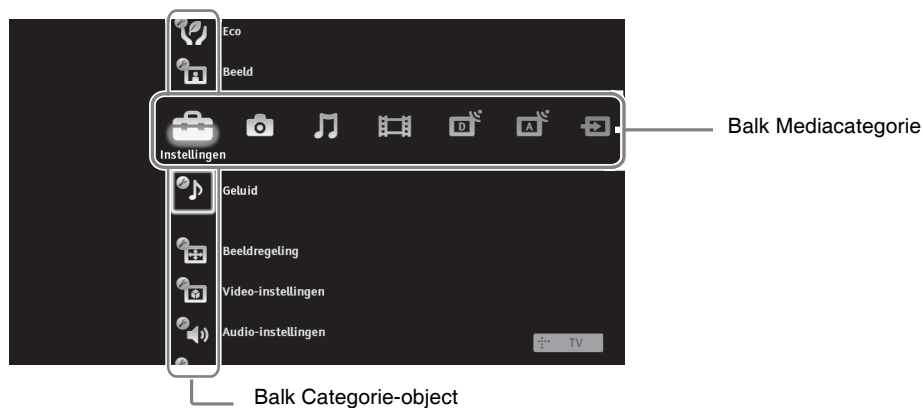 Eco
Beeld
Instellingen
D
A
Balk Mediacategorie
Geluid
Beeldregeling
Video-instellingen
Audio-instellingen
TV
Balk Categorie-object